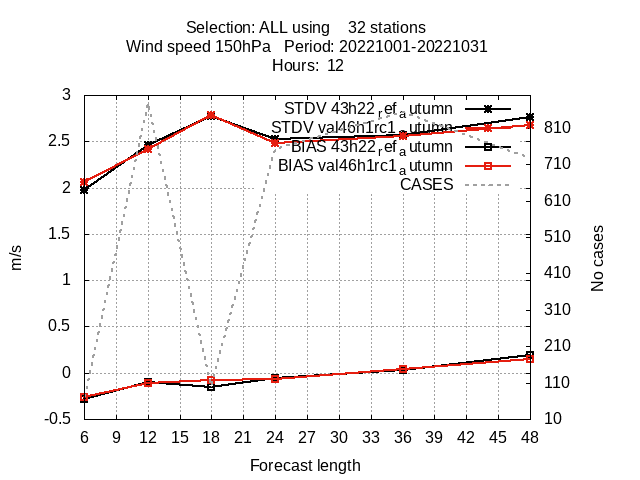 Selection: ALL using 32 stations
Wind speed 150hPa Period: 20221001-20221031
Hours: 12
STDV 43h22_ref_autumn
STDV val46h1rc1_autumn
BIAS 43h22_ref_autumn
BIAS val46h1rc1_autumn
CASES
3
2.5
2
1.5
1
0.5
0
-0.5
m/s
810
710
610
510
410
310
210
110
10
No cases
6 9 12 15 18 21 24 27 30 33 36 39 42 45 48
Forecast length